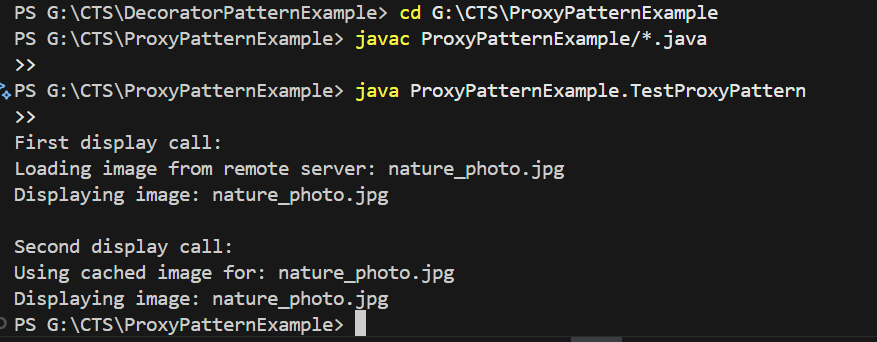 PS G:\CTS\DecoratorPatternExample> cd G:\CTS\ProxyPatternExample
PS G:\CTS\ProxyPatternExample> javac ProxyPatternExample/*.java
>>
PS G:\CTS\ProxyPatternExample> java ProxyPatternExample.TestProxyPattern
>>
First display call:
Loading image from remote server: nature_photo.jpg
Displaying image: nature_photo.jpg
Second display call:
Using cached image for: nature_photo.jpg
Displaying image: nature_photo.jpg
PS G:\CTS\ProxyPatternExample>